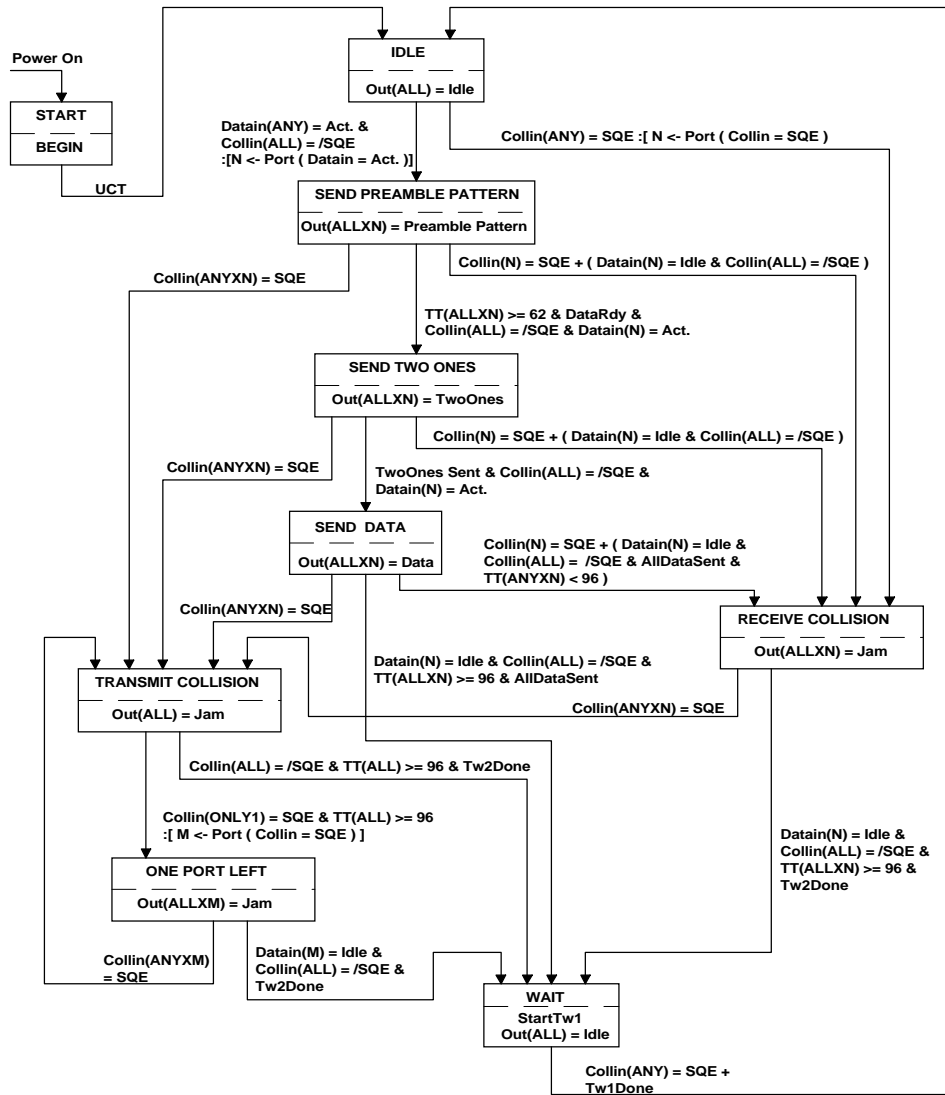 IDLE
Power On
Out(ALL) = Idle
START
BEGIN
Datain(ANY) = Act. &
Collin(ALL) = /SQE
:[N <- Port ( Datain = Act. )]
Collin(ANY) = SQE :[ N <- Port ( Collin = SQE )
UCT
SEND PREAMBLE PATTERN
Out(ALLXN) = Preamble Pattern
Collin(N) = SQE + ( Datain(N) = Idle & Collin(ALL) = /SQE )
Collin(ANYXN) = SQE
TT(ALLXN) >= 62 & DataRdy &
Collin(ALL) = /SQE & Datain(N) = Act.
SEND TWO ONES
Out(ALLXN) = TwoOnes
Collin(N) = SQE + ( Datain(N) = Idle & Collin(ALL) = /SQE )
Collin(ANYXN) = SQE
TwoOnes Sent & Collin(ALL) = /SQE &
Datain(N) = Act.
SEND DATA
Out(ALLXN) = Data
Collin(N) = SQE + ( Datain(N) = Idle &
Collin(ALL) = /SQE & AllDataSent &
TT(ANYXN) < 96 )
Collin(ANYXN) = SQE
RECEIVE COLLISION
Out(ALLXN) = Jam
Datain(N) = Idle & Collin(ALL) = /SQE &
TT(ALLXN) >= 96 & AllDataSent
TRANSMIT COLLISION
Out(ALL) = Jam
Collin(ANYXN) = SQE
Collin(ALL) = /SQE & TT(ALL) >= 96 & Tw2Done
Collin(ONLY1) = SQE & TT(ALL) >= 96
:[ M <- Port ( Collin = SQE ) ]
Datain(N) = Idle &
Collin(ALL) = /SQE &
TT(ALLXN) >= 96 &
Tw2Done
ONE PORT LEFT
Out(ALLXM) = Jam
Collin(ANYXM)
= SQE
Datain(M) = Idle &
Collin(ALL) = /SQE &
Tw2Done
WAIT
StartTw1
Out(ALL) = Idle
Collin(ANY) = SQE +
Tw1Done